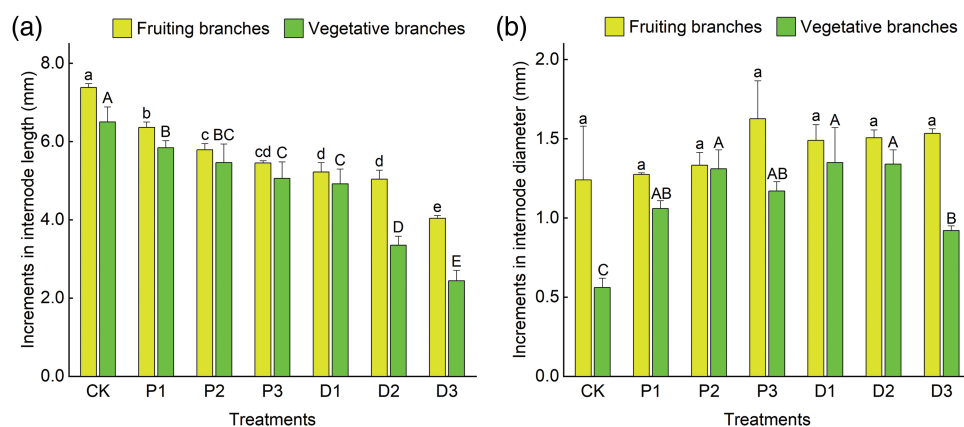 (a)
Fruiting branches Vegetative branches
Increments in internode length (mm)
8.0
6.0
4.0
2.0
0.0
a A b B c BC cd C d C d D e E
CK P1 P2 P3 D1 D2 D3
Treatments
(b)
Fruiting branches Vegetative branches
Increments in internode diameter (mm)
2.0
1.5
1.0
0.5
0.0
a C a AB a A a AB a A a A a B
CK P1 P2 P3 D1 D2 D3
Treatments